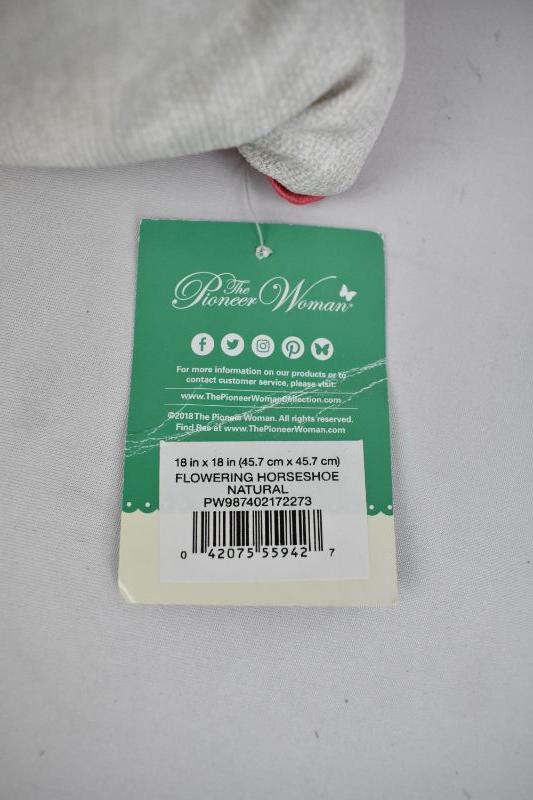 The
Pioneer Woman®
For more information on our products or to
contact customer service, please visit:
www.ThePioneerWomanCollection.com
©2018 The Pioneer Woman. All rights reserved.
Find Ree at www.ThePioneerWoman.com
18 in x 18 in (45.7 cm x 45.7 cm)
FLOWERING HORSESHOE
NATURAL
PW987402172273
0 42075 55942 7